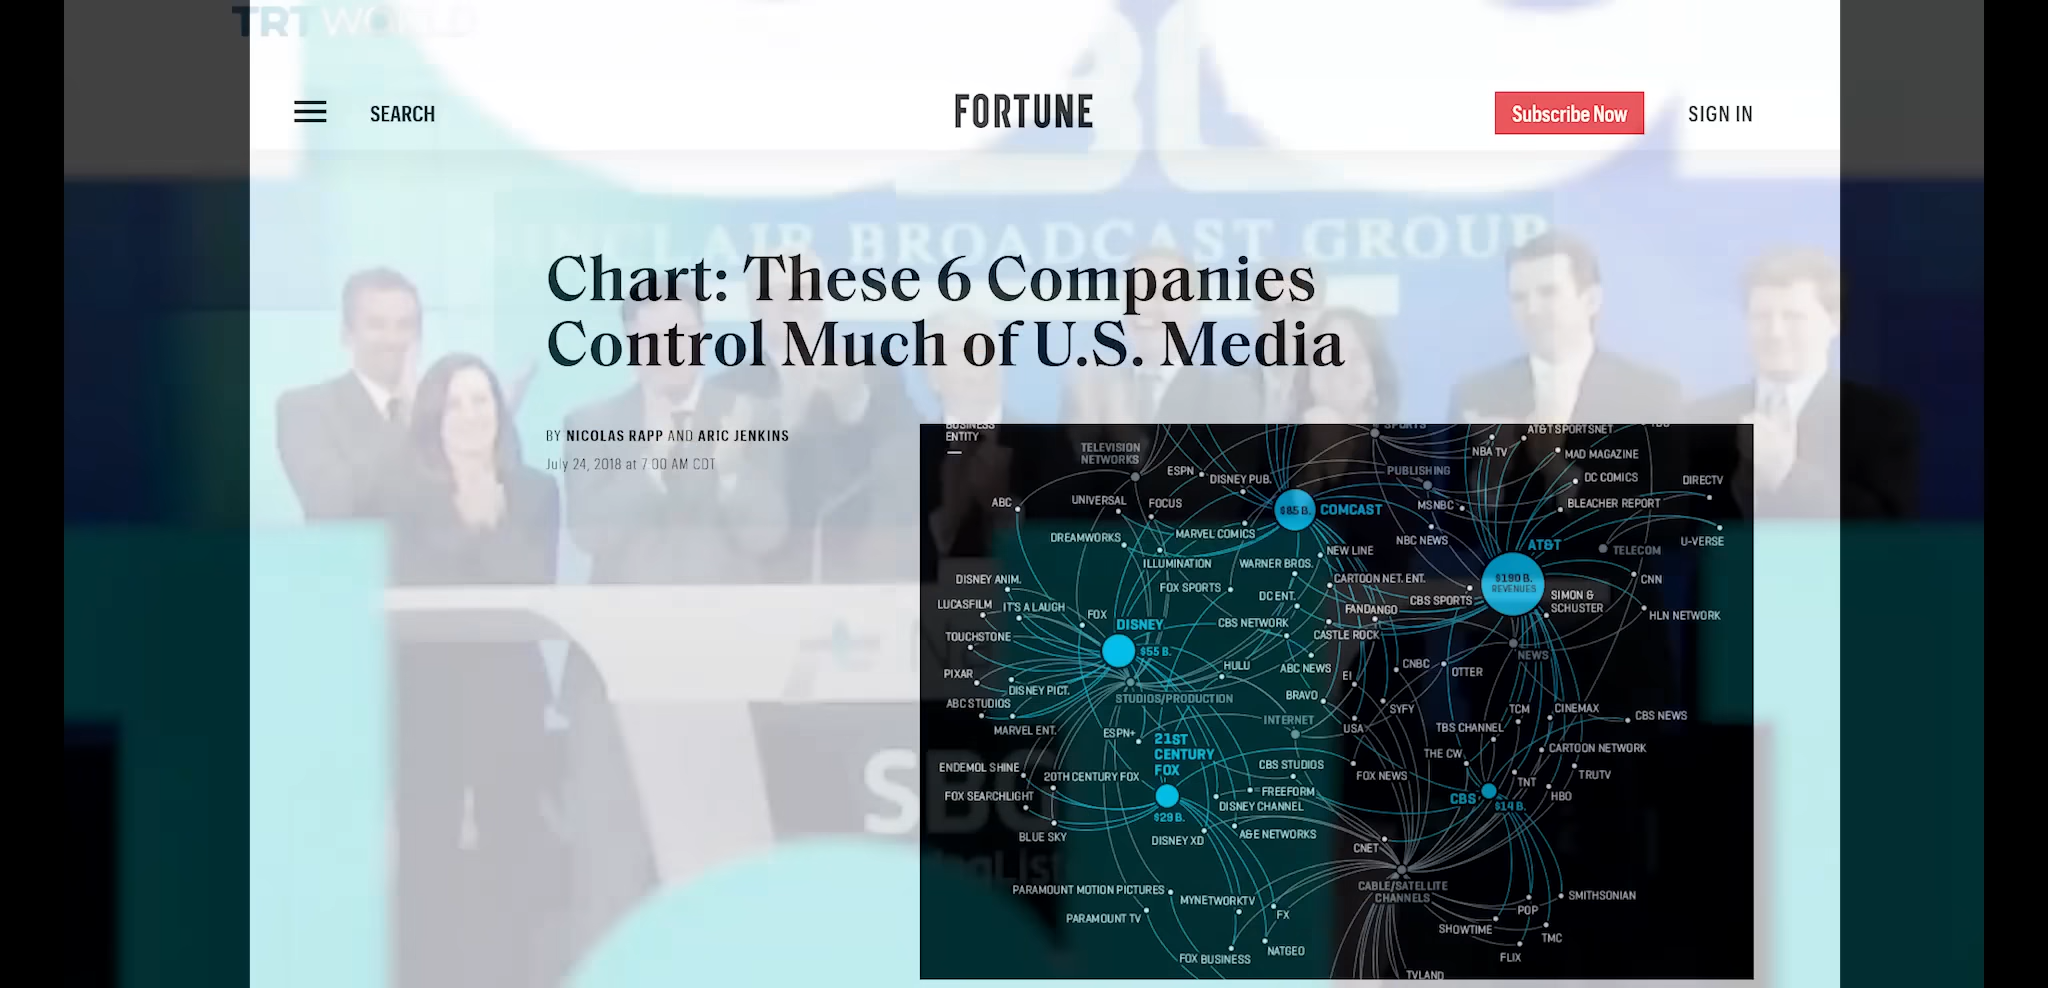 TRT WORLD
SEARCH
FORTUNE
Subscribe Now
SIGN IN
SINCLAIR BROADCAST GROUP
Chart: These 6 Companies
Control Much of U.S. Media
BY NICOLAS RAPP AND ARIC JENKINS
July 24, 2018 at 7:00 AM CDT
BUSINESS
ENTITY
SPORTS
AT&T SPORTSNET
TELEVISION
NETWORKS
NBA TV
MAD MAGAZINE
ESPN
DISNEY PUB.
PUBLISHING
DC COMICS
DIRECTV
ABC
UNIVERSAL
FOCUS
$85 B.
COMCAST
MSNBC
BLEACHER REPORT
DREAMWORKS
MARVEL COMICS
NBC NEWS
AT&T
U-VERSE
NEW LINE
TELECOM
ILLUMINATION
WARNER BROS.
DISNEY ANIM.
FOX SPORTS
CARTOON NET. ENT.
$190 B.
REVENUES
CNN
LUCASFILM
IT'S A LAUGH
FOX
DC ENT.
FANDANGO
CBS SPORTS
SIMON &
SCHUSTER
HLN NETWORK
DISNEY
CBS NETWORK
CASTLE ROCK
TOUCHSTONE
$55 B.
NEWS
PIXAR
HULU
ABC NEWS
E!
CNBC
OTTER
DISNEY PICT.
STUDIOS/PRODUCTION
BRAVO
ABC STUDIOS
SYFY
TCM
CINEMAX
CBS NEWS
MARVEL ENT.
ESPN+
INTERNET
USA
TBS CHANNEL
21ST
CENTURY
FOX
THE CW
CARTOON NETWORK
ENDEMOL SHINE
20TH CENTURY FOX
CBS STUDIOS
FOX NEWS
TNT
TRUTV
FOX SEARCHLIGHT
FREEFORM
DISNEY CHANNEL
CBS
$14 B.
HBO
$29 B.
BLUE SKY
DISNEY XD
A&E NETWORKS
CNET
SBG
PARAMOUNT MOTION PICTURES
MYNETWORKTV
CABLE/SATELLITE
CHANNELS
SMITHSONIAN
PARAMOUNT TV
FX
POP
SHOWTIME
TMC
FOX BUSINESS
NATGEO
FLIX
TVLAND